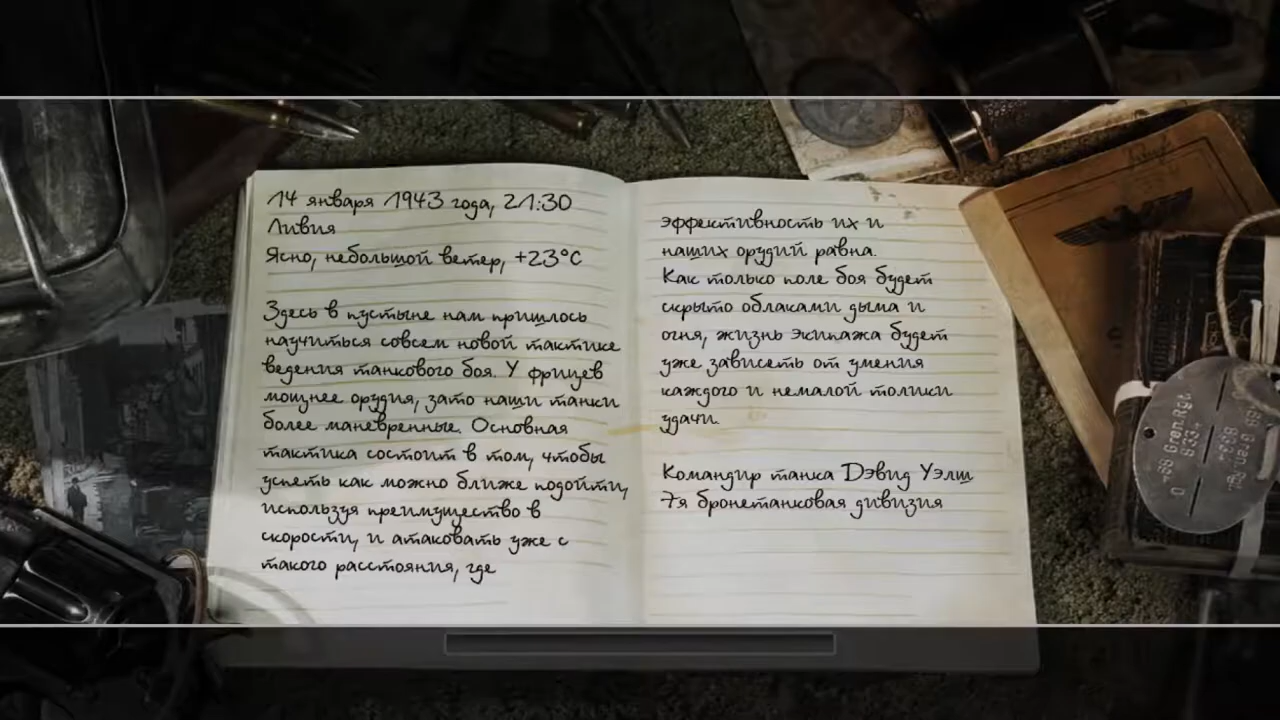 14 января 1943 года, 21:30
Ливия
Ясно, небольшой ветер, +23°C
Здесь в пустыне нам пришлось
научиться совсем новой тактике
ведения танкового боя. У фрицев
мощнее орудия, зато наши танки
более маневренные. Основная
тактика состоит в том, чтобы
успеть как можно ближе подойти,
используя преимущество в
скорости, и атаковать уже с
такого расстояния, где
эффективность их и
наших орудий равна.
Как только поле боя будет
скрыто облаками дыма и
огня, жизнь экипажа будет
уже зависеть от умения
каждого и немалой толики
удачи.
Командир танка Дэвид Уэлш
7я бронетанковая дивизия